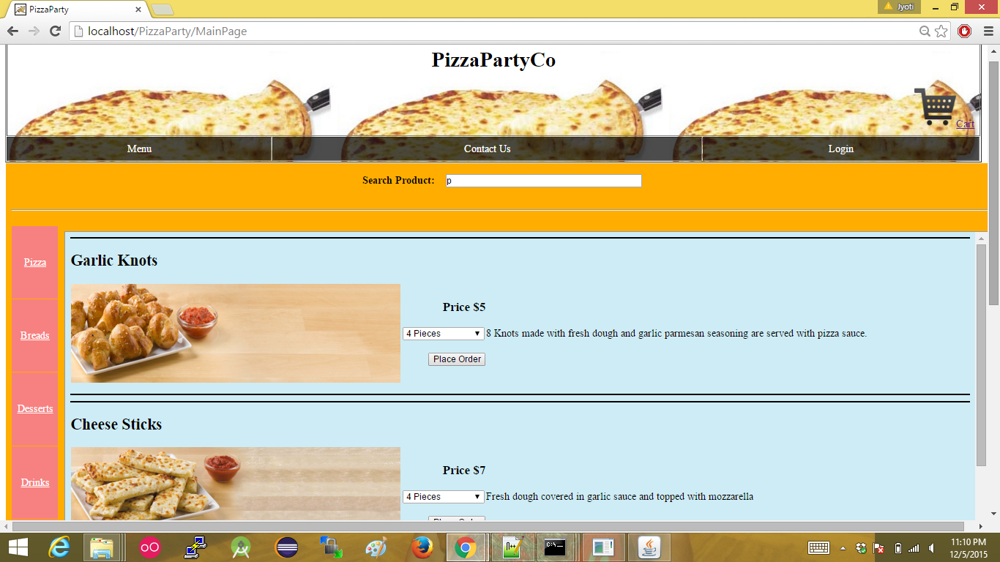 PizzaParty
Jyoti
localhost/PizzaParty/MainPage
PizzaPartyCo
Cart
Menu
Contact Us
Login
Search Product:
p
Pizza
Breads
Desserts
Drinks
Garlic Knots
Price $5
4 Pieces
8 Knots made with fresh dough and garlic parmesan seasoning are served with pizza sauce.
Place Order
Cheese Sticks
Price $7
4 Pieces
Fresh dough covered in garlic sauce and topped with mozzarella
11:10 PM
12/5/2015